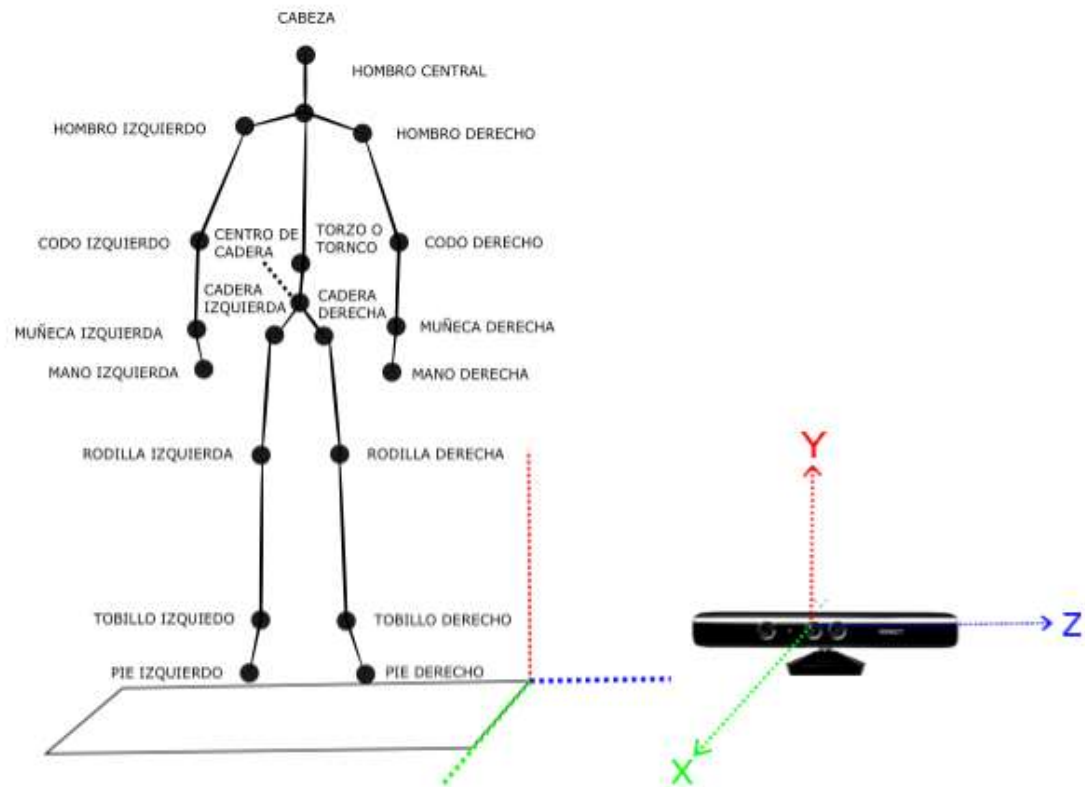 CABEZA
HOMBRO CENTRAL
HOMBRO IZQUIERDO
HOMBRO DERECHO
CODO IZQUIERDO
CENTRO DE
CADERA
TORZO O
TORNCO
CODO DERECHO
CADERA
IZQUIERDA
CADERA
DERECHA
MUÑECA IZQUIERDA
MUÑECA DERECHA
MANO IZQUIERDA
MANO DERECHA
RODILLA IZQUIERDA
RODILLA DERECHA
Y
TOBILLO IZQUIEDO
TOBILLO DERECHO
Z
PIE IZQUIERDO
PIE DERECHO
X